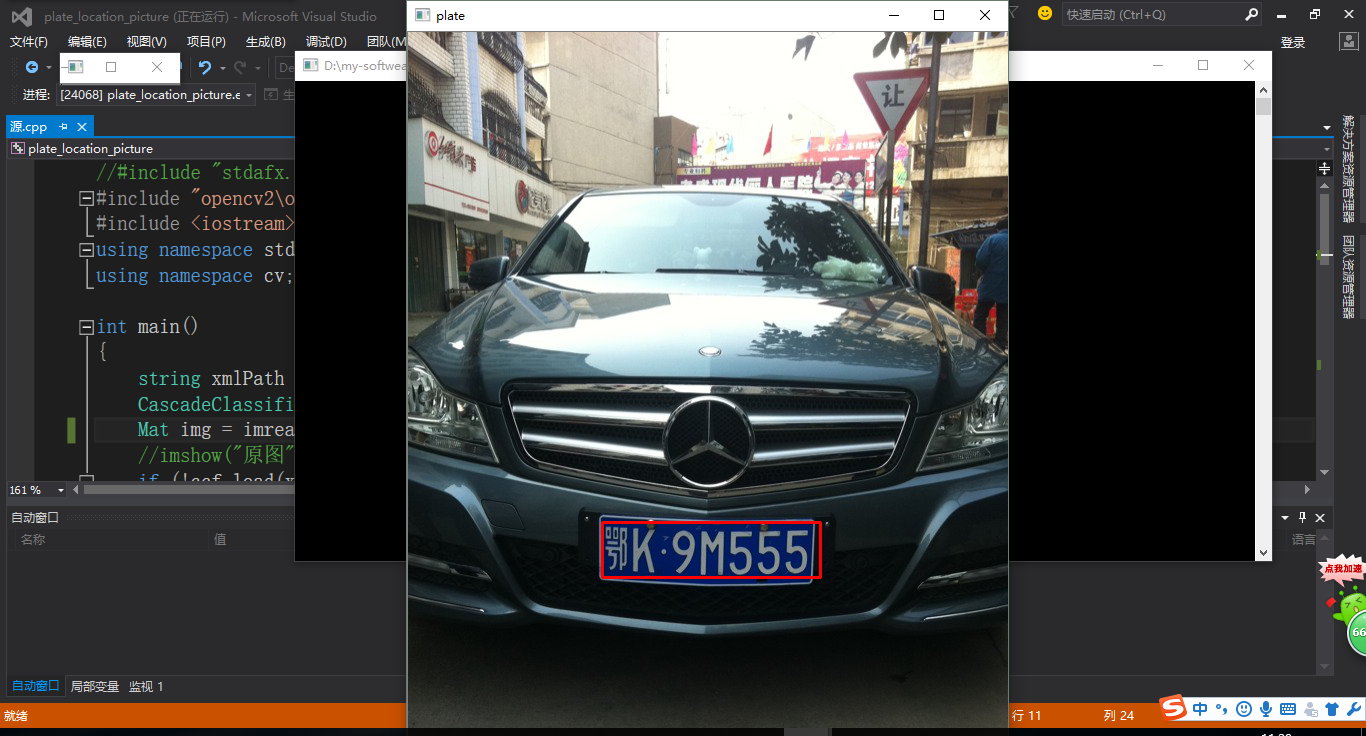 plate_location_picture (正在运行) - Microsoft Visual Studio
快速启动 (Ctrl+Q)
文件(F) 编辑(E) 视图(V) 项目(P) 生成(B) 调试(D) 团队(M
登录
De
D:\my-softwea
进程: [24068] plate_location_picture.e
生
源.cpp
plate_location_picture
//#include "stdafx.
#include "opencv2\o
#include <iostream>
using namespace std
using namespace cv;
int main()
{
string xmlPath
CascadeClassifi
Mat img = imrea
//imshow("原图"
if (!ccf.load(x
161 %
自动窗口
名称 值
语言
自动窗口 局部变量 监视 1
就绪
行 11 列 24
plate
让
鄂K·9M555
解决方案资源管理器
团队资源管理器
点我加速
66
中